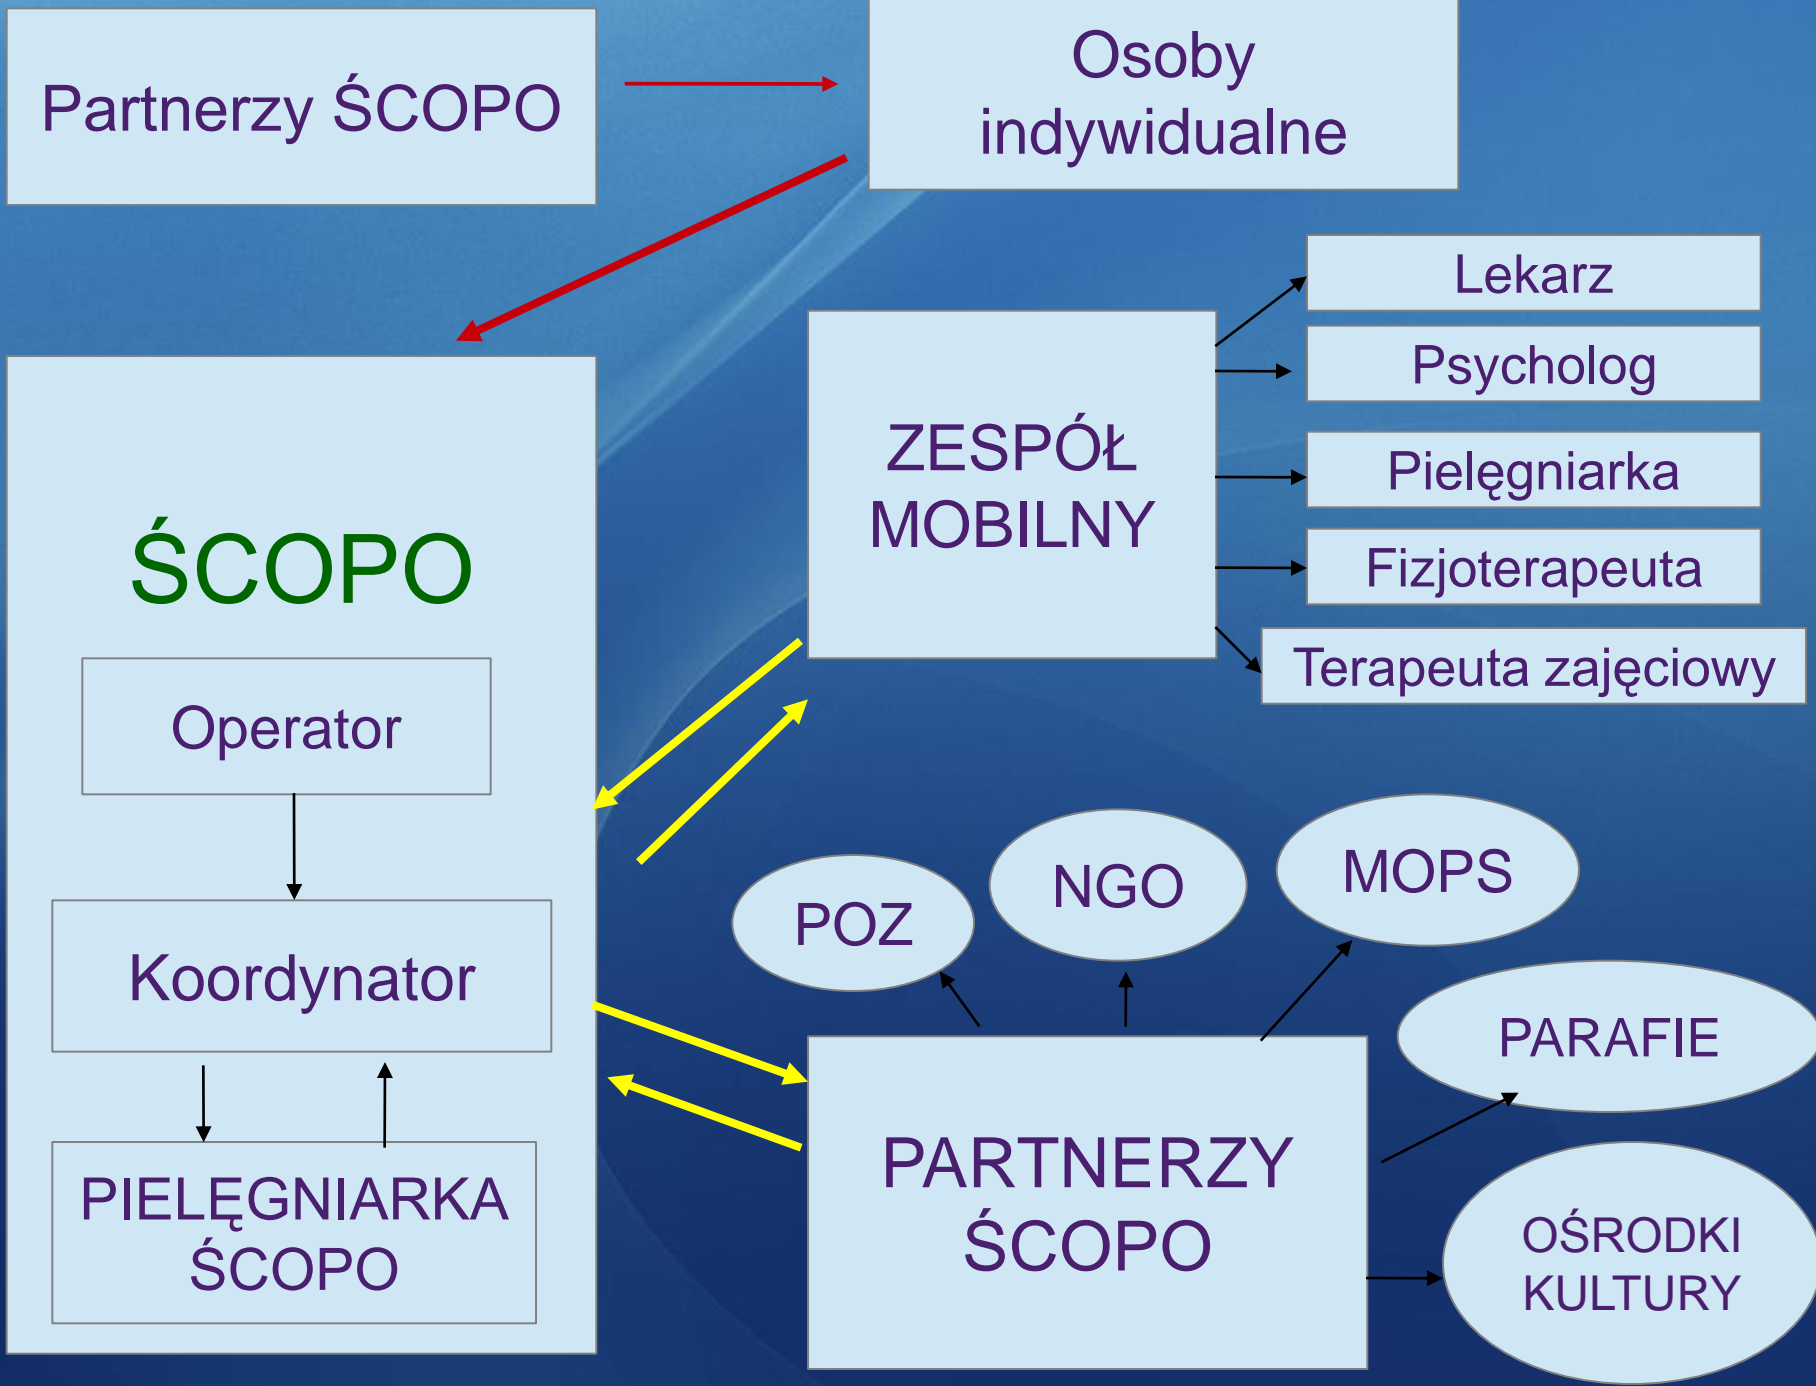 Partnerzy ŚCOPO
Osoby
indywidualne
Lekarz
Psycholog
Pielęgniarka
Fizjoterapeuta
Terapeuta zajęciowy
ZESPÓŁ
MOBILNY
ŚCOPO
Operator
Koordynator
PIELĘGNIARKA
ŚCOPO
POZ
NGO
MOPS
PARAFIE
OŚRODKI
KULTURY
PARTNERZY
ŚCOPO